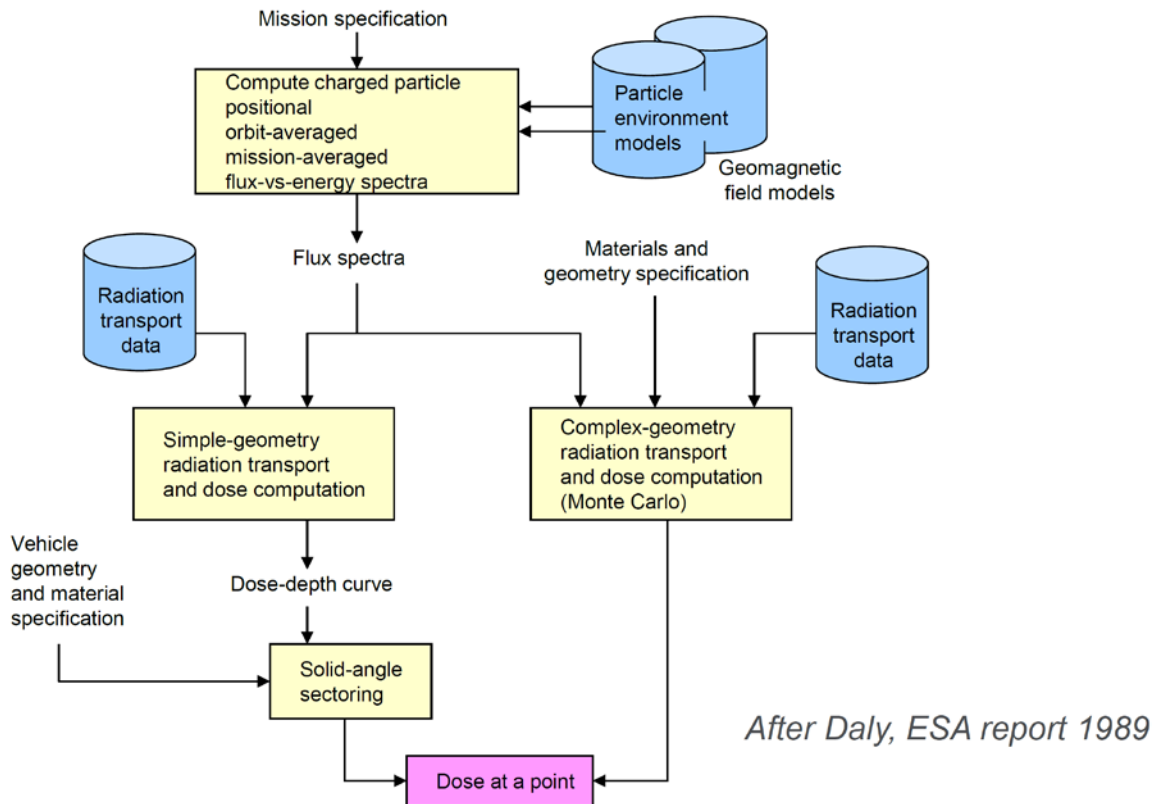 Mission specification
Compute charged particle
positional
orbit-averaged
mission-averaged
flux-vs-energy spectra
Particle
environment
models
Geomagnetic
field models
Flux spectra
Materials and
geometry specification
Radiation
transport
data
Radiation
transport
data
Simple-geometry
radiation transport
and dose computation
Complex-geometry
radiation transport
and dose computation
(Monte Carlo)
Vehicle
geometry
and material
specification
Dose-depth curve
Solid-angle
sectoring
After Daly, ESA report 1989
Dose at a point